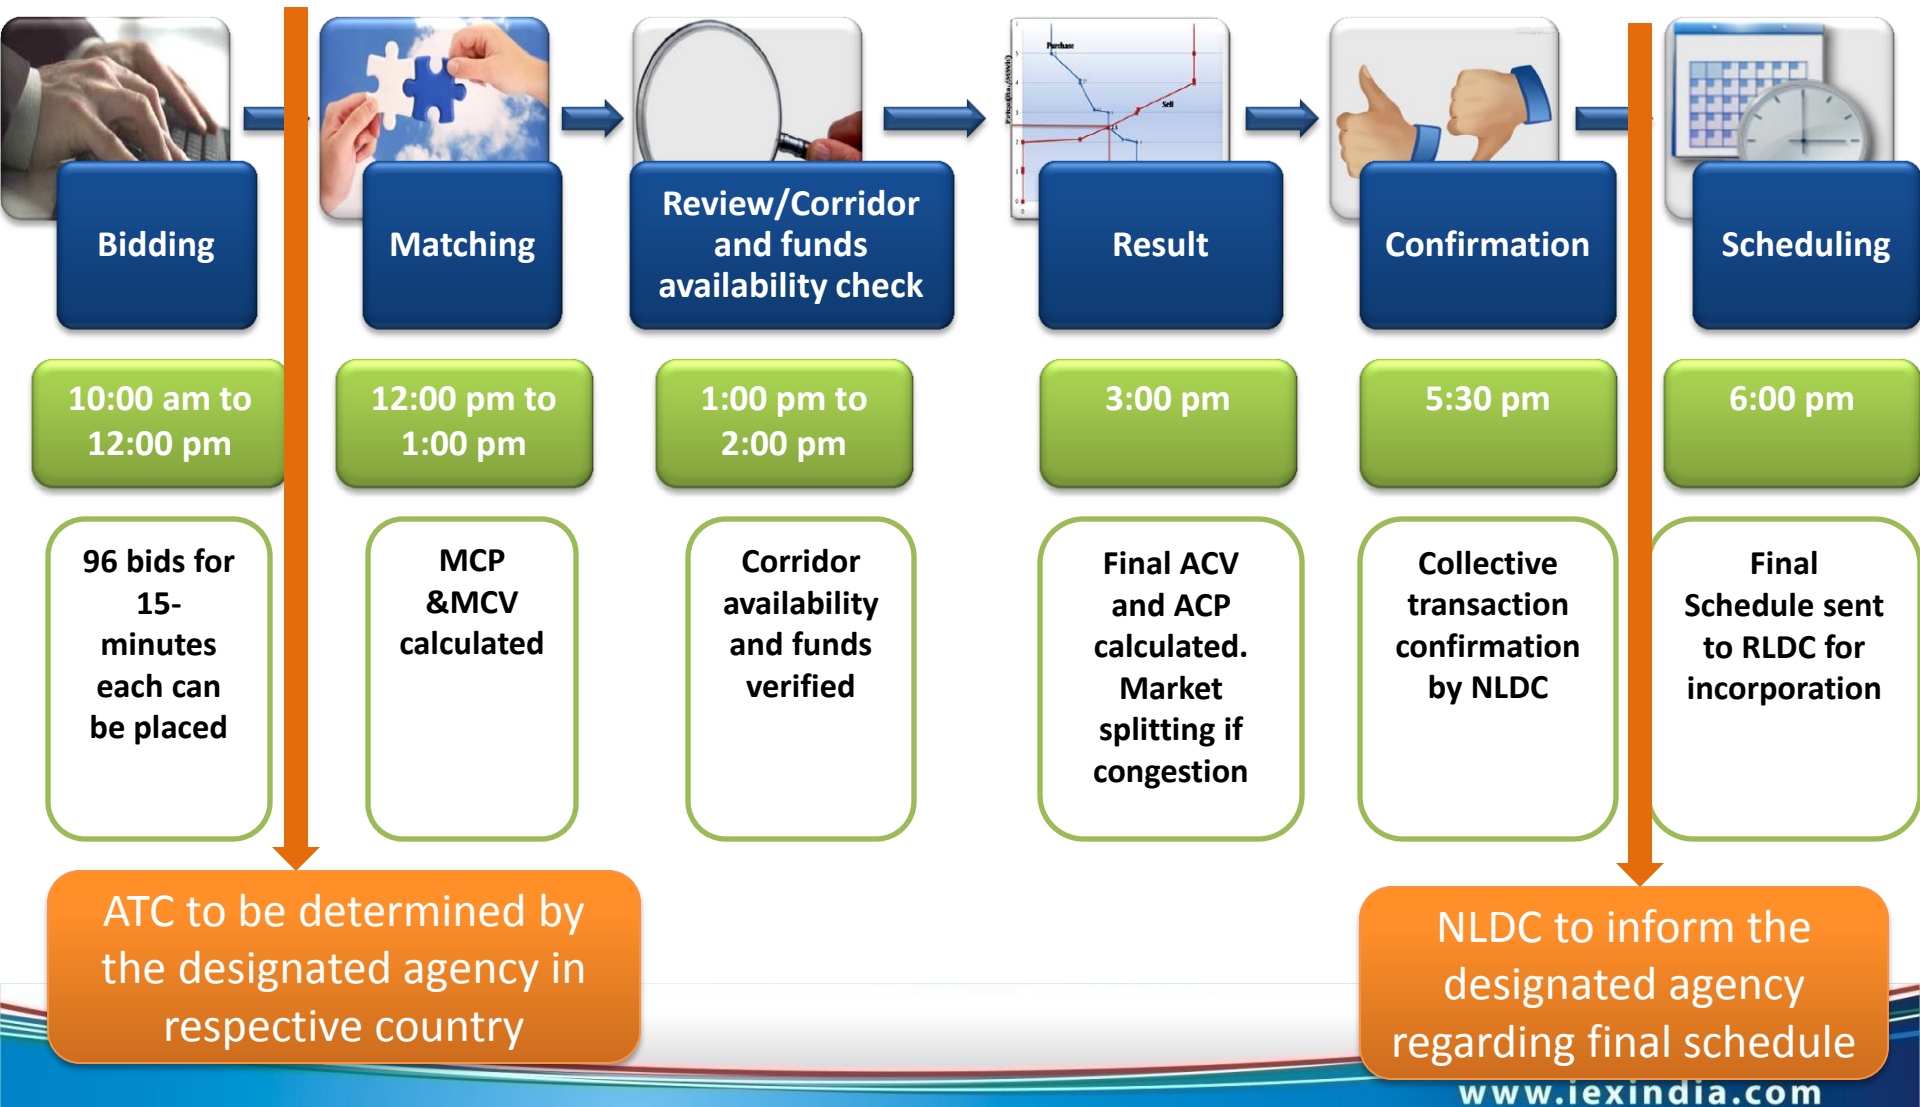 Purchase
Sell
Bidding
Matching
Review/Corridor
and funds
availability check
Result
Confirmation
Scheduling
10:00 am to
12:00 pm
12:00 pm to
1:00 pm
1:00 pm to
2:00 pm
3:00 pm
5:30 pm
6:00 pm
96 bids for
15-
minutes
each can
be placed
MCP
&MCV
calculated
Corridor
availability
and funds
verified
Final ACV
and ACP
calculated.
Market
splitting if
congestion
Collective
transaction
confirmation
by NLDC
Final
Schedule sent
to RLDC for
incorporation
ATC to be determined by
the designated agency in
respective country
NLDC to inform the
designated agency
regarding final schedule
www.iexindia.com